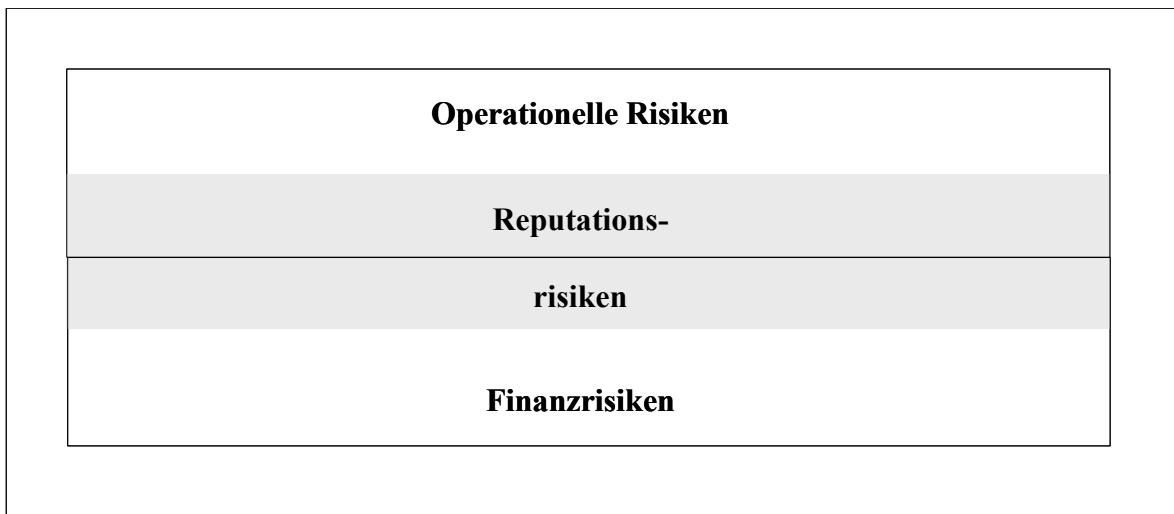 Operationelle Risiken
Reputations-
risiken
Finanzrisiken